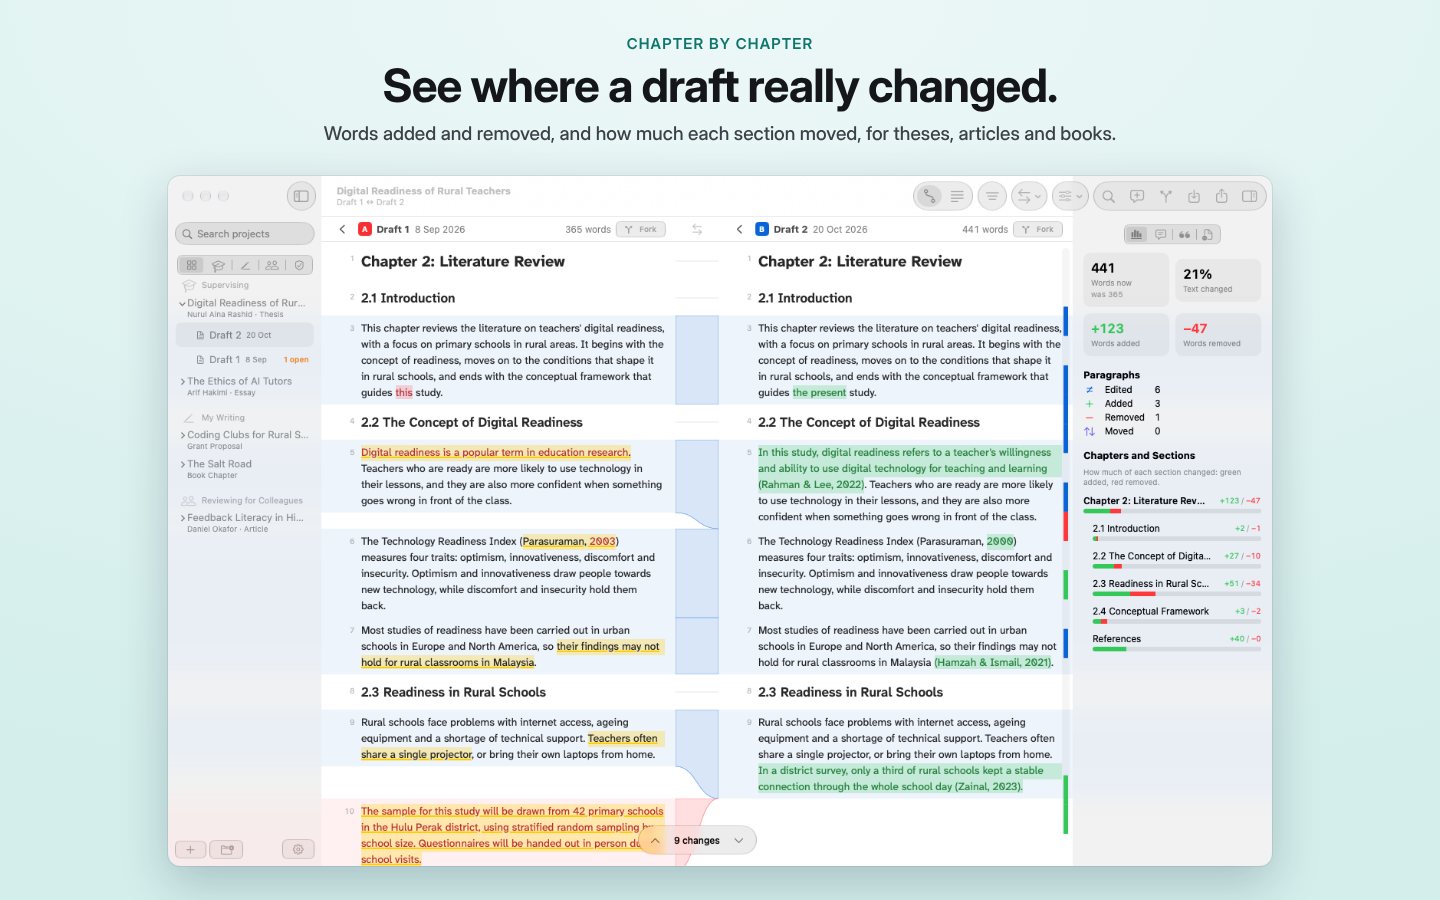 CHAPTER BY CHAPTER
See where a draft really changed.
Words added and removed, and how much each section moved, for theses, articles and books.
Search projects
Supervising
Digital Readiness of Rur...
Nurul Aina Rashid · Thesis
Draft 2 20 Oct
Draft 1 8 Sep 1 open
The Ethics of AI Tutors
Arif Hakimi · Essay
My Writing
Coding Clubs for Rural S...
Grant Proposal
The Salt Road
Book Chapter
Reviewing for Colleagues
Feedback Literacy in Hi...
Daniel Okafor · Article
Digital Readiness of Rural Teachers
Draft 1 ↔ Draft 2
A Draft 1 8 Sep 2026 365 words Fork
1 Chapter 2: Literature Review
2 2.1 Introduction
3 This chapter reviews the literature on teachers' digital readiness,
with a focus on primary schools in rural areas. It begins with the
concept of readiness, moves on to the conditions that shape it
in rural schools, and ends with the conceptual framework that
guides this study.
4 2.2 The Concept of Digital Readiness
5 Digital readiness is a popular term in education research.
Teachers who are ready are more likely to use technology in
their lessons, and they are also more confident when something
goes wrong in front of the class.
6 The Technology Readiness Index (Parasuraman, 2003)
measures four traits: optimism, innovativeness, discomfort and
insecurity. Optimism and innovativeness draw people towards
new technology, while discomfort and insecurity hold them
back.
7 Most studies of readiness have been carried out in urban
schools in Europe and North America, so their findings may not
hold for rural classrooms in Malaysia.
8 2.3 Readiness in Rural Schools
9 Rural schools face problems with internet access, ageing
equipment and a shortage of technical support. Teachers often
share a single projector, or bring their own laptops from home.
10 The sample for this study will be drawn from 42 primary schools
in the Hulu Perak district, using stratified random sampling by
school size. Questionnaires will be handed out in person
school visits.
B Draft 2 20 Oct 2026 441 words Fork
1 Chapter 2: Literature Review
2 2.1 Introduction
3 This chapter reviews the literature on teachers' digital readiness,
with a focus on primary schools in rural areas. It begins with the
concept of readiness, moves on to the conditions that shape it
in rural schools, and ends with the conceptual framework that
guides the present study.
4 2.2 The Concept of Digital Readiness
5 In this study, digital readiness refers to a teacher's willingness
and ability to use digital technology for teaching and learning
(Rahman & Lee, 2022). Teachers who are ready are more likely
to use technology in their lessons, and they are also more
confident when something goes wrong in front of the class.
6 The Technology Readiness Index (Parasuraman, 2000)
measures four traits: optimism, innovativeness, discomfort and
insecurity. Optimism and innovativeness draw people towards
new technology, while discomfort and insecurity hold them
back.
7 Most studies of readiness have been carried out in urban
schools in Europe and North America, so their findings may not
hold for rural classrooms in Malaysia (Hamzah & Ismail, 2021).
8 2.3 Readiness in Rural Schools
9 Rural schools face problems with internet access, ageing
equipment and a shortage of technical support. Teachers often
share a single projector, or bring their own laptops from home.
In a district survey, only a third of rural schools kept a stable
connection through the whole school day (Zainal, 2023).
9 changes
441
Words now
was 365
21%
Text changed
+123
Words added
−47
Words removed
Paragraphs
≠ Edited 6
+ Added 3
− Removed 1
↑↓ Moved 0
Chapters and Sections
How much of each section changed: green
added, red removed.
Chapter 2: Literature Rev... +123 / −47
2.1 Introduction +2 / −1
2.2 The Concept of Digita... +27 / −10
2.3 Readiness in Rural Sc... +51 / −34
2.4 Conceptual Framework +3 / −2
References +40 / −0